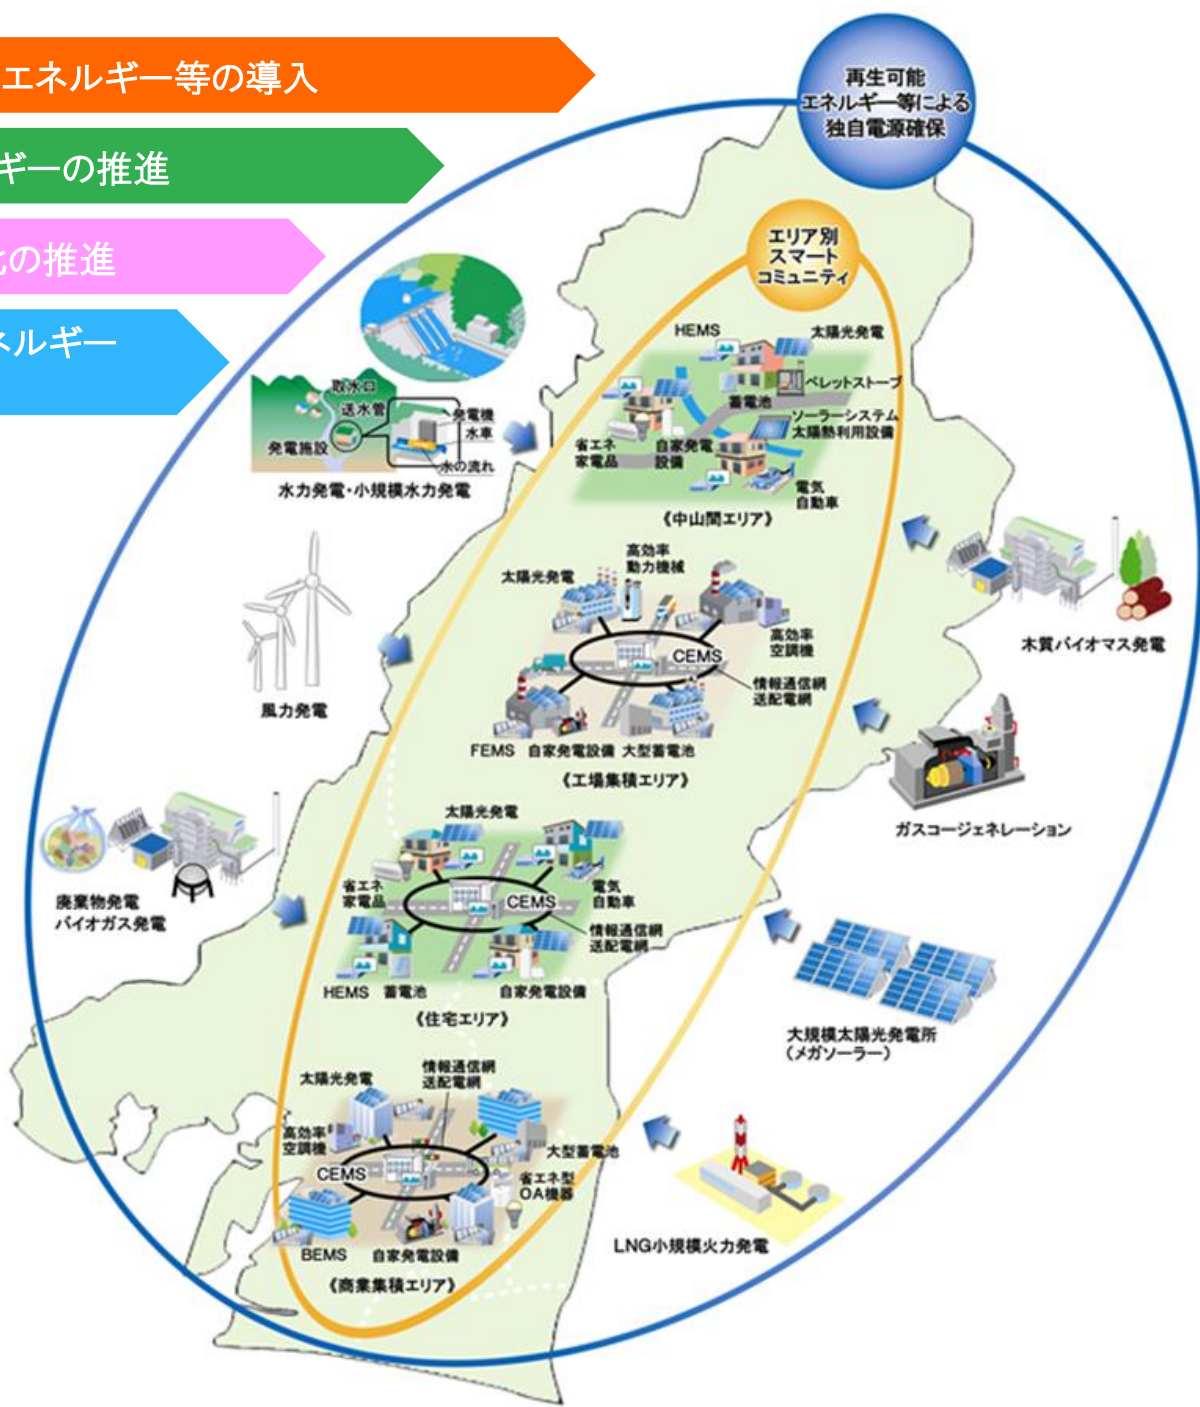 エネルギー等の導入
ギーの推進
化の推進
ネルギー
再生可能
エネルギー等による
独自電源確保
エリア別
スマート
コミュニティ
HEMS
太陽光発電
ペレットストーブ
蓄電池
ソーラーシステム
太陽熱利用設備
省エネ
家電品
自家発電
設備
電気
自動車
《中山間エリア》
取水口
送水管
発電機
水車
発電施設
水の流れ
水力発電・小規模水力発電
高効率
動力機械
太陽光発電
高効率
空調機
CEMS
情報通信網
送配電網
FEMS
自家発電設備
大型蓄電池
《工場集積エリア》
木質バイオマス発電
風力発電
ガスコージェネレーション
太陽光発電
省エネ
家電品
電気
自動車
CEMS
情報通信網
送配電網
HEMS
蓄電池
自家発電設備
《住宅エリア》
廃棄物発電
バイオガス発電
大規模太陽光発電所
（メガソーラー）
情報通信網
送配電網
太陽光発電
高効率
空調機
大型蓄電池
CEMS
省エネ型
OA機器
BEMS
自家発電設備
《商業集積エリア》
LNG小規模火力発電